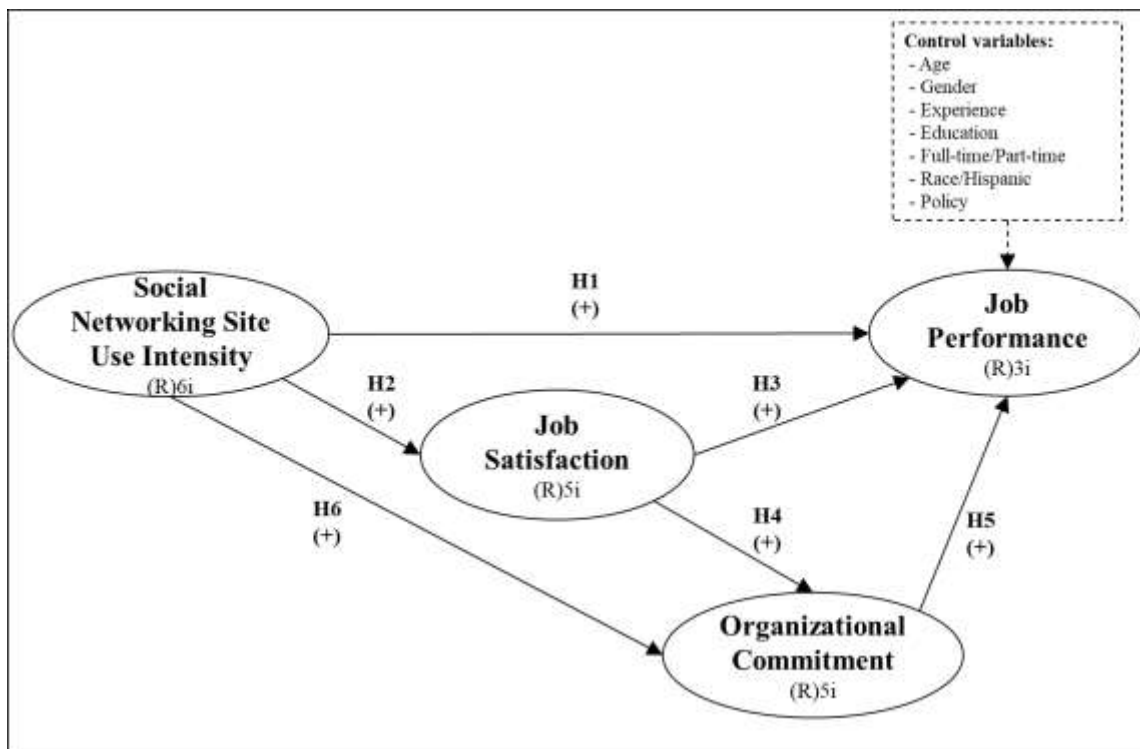 Control variables:
- Age
- Gender
- Experience
- Education
- Full-time/Part-time
- Race/Hispanic
- Policy
Social
Networking Site
Use Intensity
(R)6i
H1
(+)
Job
Performance
(R)3i
H2
(+)
H3
(+)
Job
Satisfaction
(R)5i
H6
(+)
H4
(+)
H5
(+)
Organizational
Commitment
(R)5i